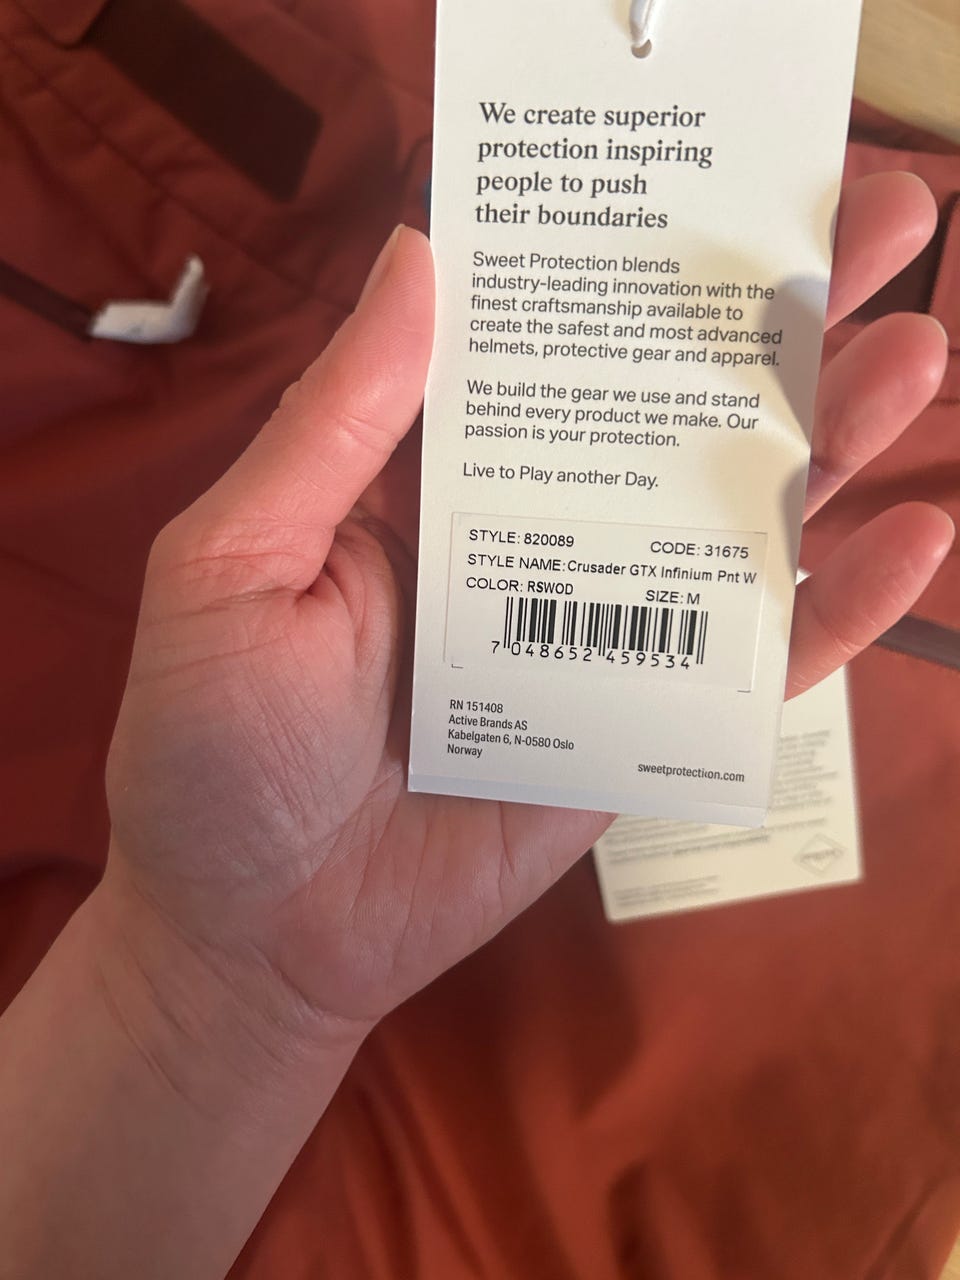 We create superior
protection inspiring
people to push
their boundaries
Sweet Protection blends
industry-leading innovation with the
finest craftsmanship available to
create the safest and most advanced
helmets, protective gear and apparel.
We build the gear we use and stand
behind every product we make. Our
passion is your protection.
Live to Play another Day.
STYLE: 820089 CODE: 31675
STYLE NAME: Crusader GTX Infinium Pnt W
COLOR: RSWOD SIZE: M
7 048652 459534
RN 151408
Active Brands AS
Kabelgaten 6, N-0580 Oslo
Norway
sweetprotection.com